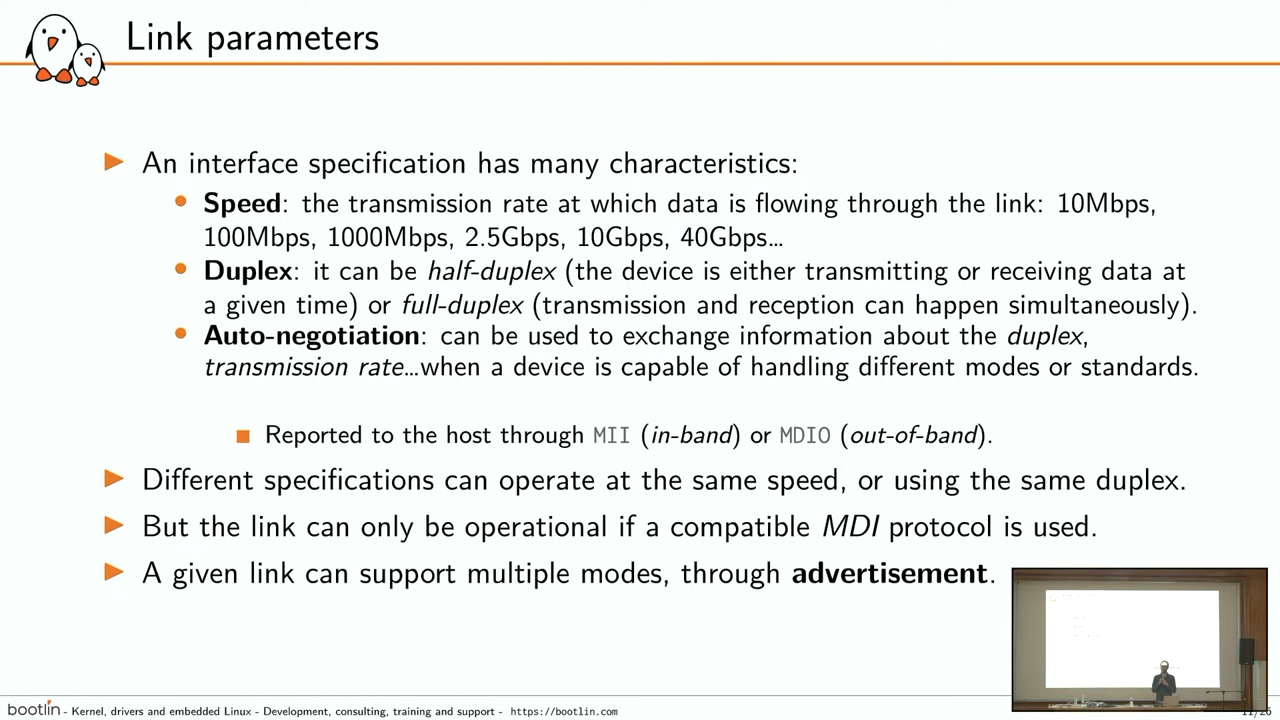 Link parameters
An interface specification has many characteristics:
Speed: the transmission rate at which data is flowing through the link: 10Mbps,
100Mbps, 1000Mbps, 2.5Gbps, 10Gbps, 40Gbps...
Duplex: it can be half-duplex (the device is either transmitting or receiving data at
a given time) or full-duplex (transmission and reception can happen simultaneously).
Auto-negotiation: can be used to exchange information about the duplex,
transmission rate...when a device is capable of handling different modes or standards.
Reported to the host through MII (in-band) or MDIO (out-of-band).
Different specifications can operate at the same speed, or using the same duplex.
But the link can only be operational if a compatible MDI protocol is used.
A given link can support multiple modes, through advertisement.
bootlin - Kernel, drivers and embedded Linux - Development, consulting, training and support - https://bootlin.com